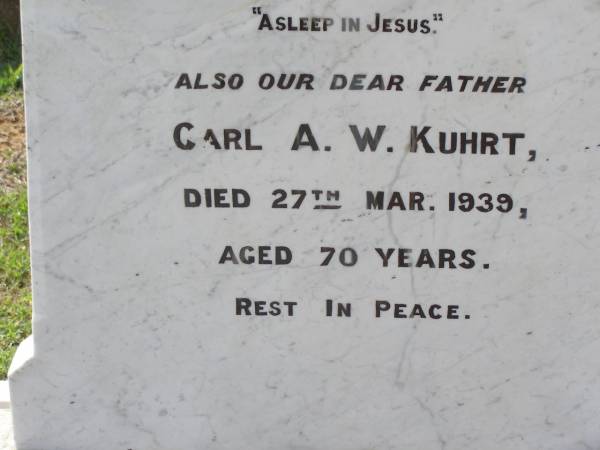 "ASLEEP IN JESUS."
ALSO OUR DEAR FATHER
CARL A. W. KUHRT,
DIED 27TH MAR. 1939,
AGED 70 YEARS.
REST IN PEACE.